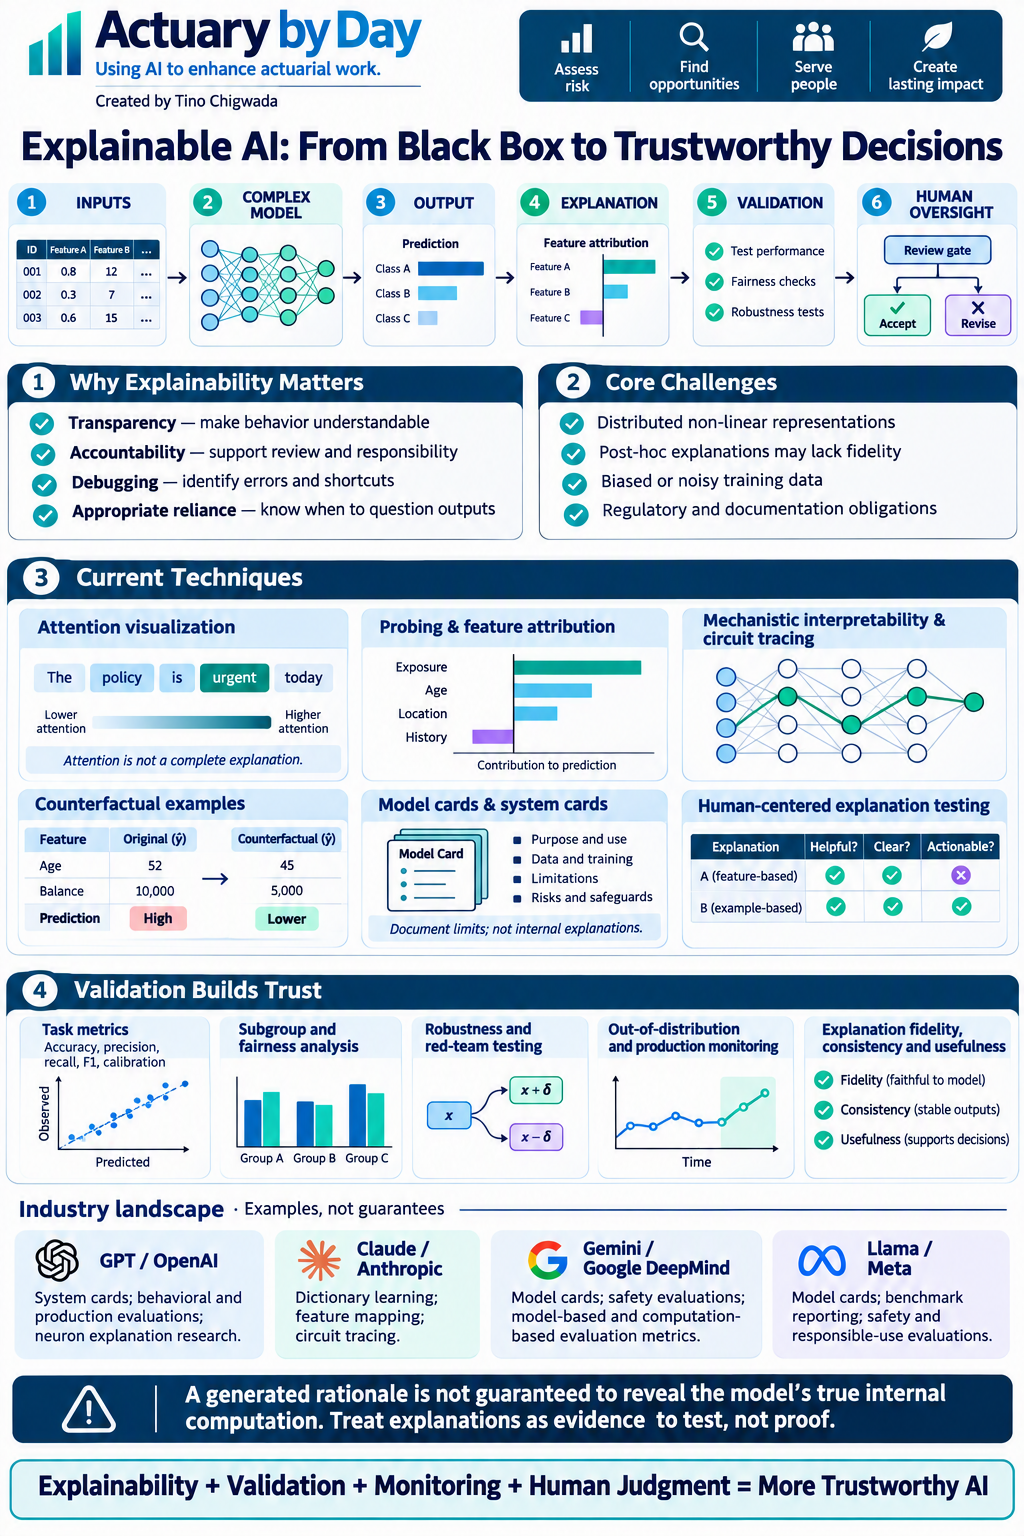 Actuary by Day
Using AI to enhance actuarial work.
Created by Tino Chigwada
Assess
risk
Find
opportunities
Serve
people
Create
lasting impact
Explainable AI: From Black Box to Trustworthy Decisions
1 INPUTS
ID Feature A Feature B ...
001 0.8 12 ...
002 0.3 7 ...
003 0.6 15 ...
2 COMPLEX
MODEL
3 OUTPUT
Prediction
Class A
Class B
Class C
4 EXPLANATION
Feature attribution
Feature A
Feature B
Feature C
5 VALIDATION
Test performance
Fairness checks
Robustness tests
6 HUMAN
OVERSIGHT
Review gate
Accept
Revise
1 Why Explainability Matters
Transparency — make behavior understandable
Accountability — support review and responsibility
Debugging — identify errors and shortcuts
Appropriate reliance — know when to question outputs
2 Core Challenges
Distributed non-linear representations
Post-hoc explanations may lack fidelity
Biased or noisy training data
Regulatory and documentation obligations
3 Current Techniques
Attention visualization
The policy is urgent today
Lower
attention
Higher
attention
Attention is not a complete explanation.
Probing & feature attribution
Exposure
Age
Location
History
Contribution to prediction
Mechanistic interpretability &
circuit tracing
Counterfactual examples
Feature Original (ŷ) Counterfactual (ŷ)
Age 52 45
Balance 10,000 5,000
Prediction High Lower
Model cards & system cards
Model Card
Purpose and use
Data and training
Limitations
Risks and safeguards
Document limits; not internal explanations.
Human-centered explanation testing
Explanation Helpful? Clear? Actionable?
A (feature-based)
B (example-based)
4 Validation Builds Trust
Task metrics
Accuracy, precision,
recall, F1, calibration
Observed
Predicted
Subgroup and
fairness analysis
Group A Group B Group C
Robustness and
red-team testing
x
x + δ
x − δ
Out-of-distribution
and production monitoring
Time
Explanation fidelity,
consistency and usefulness
Fidelity (faithful to model)
Consistency (stable outputs)
Usefulness (supports decisions)
Industry landscape · Examples, not guarantees
GPT / OpenAI
System cards; behavioral and
production evaluations;
neuron explanation research.
Claude /
Anthropic
Dictionary learning;
feature mapping;
circuit tracing.
Gemini /
Google DeepMind
Model cards; safety evaluations;
model-based and computation-
based evaluation metrics.
Llama /
Meta
Model cards; benchmark
reporting; safety and
responsible-use evaluations.
A generated rationale is not guaranteed to reveal the model's true internal
computation. Treat explanations as evidence to test, not proof.
Explainability + Validation + Monitoring + Human Judgment = More Trustworthy AI